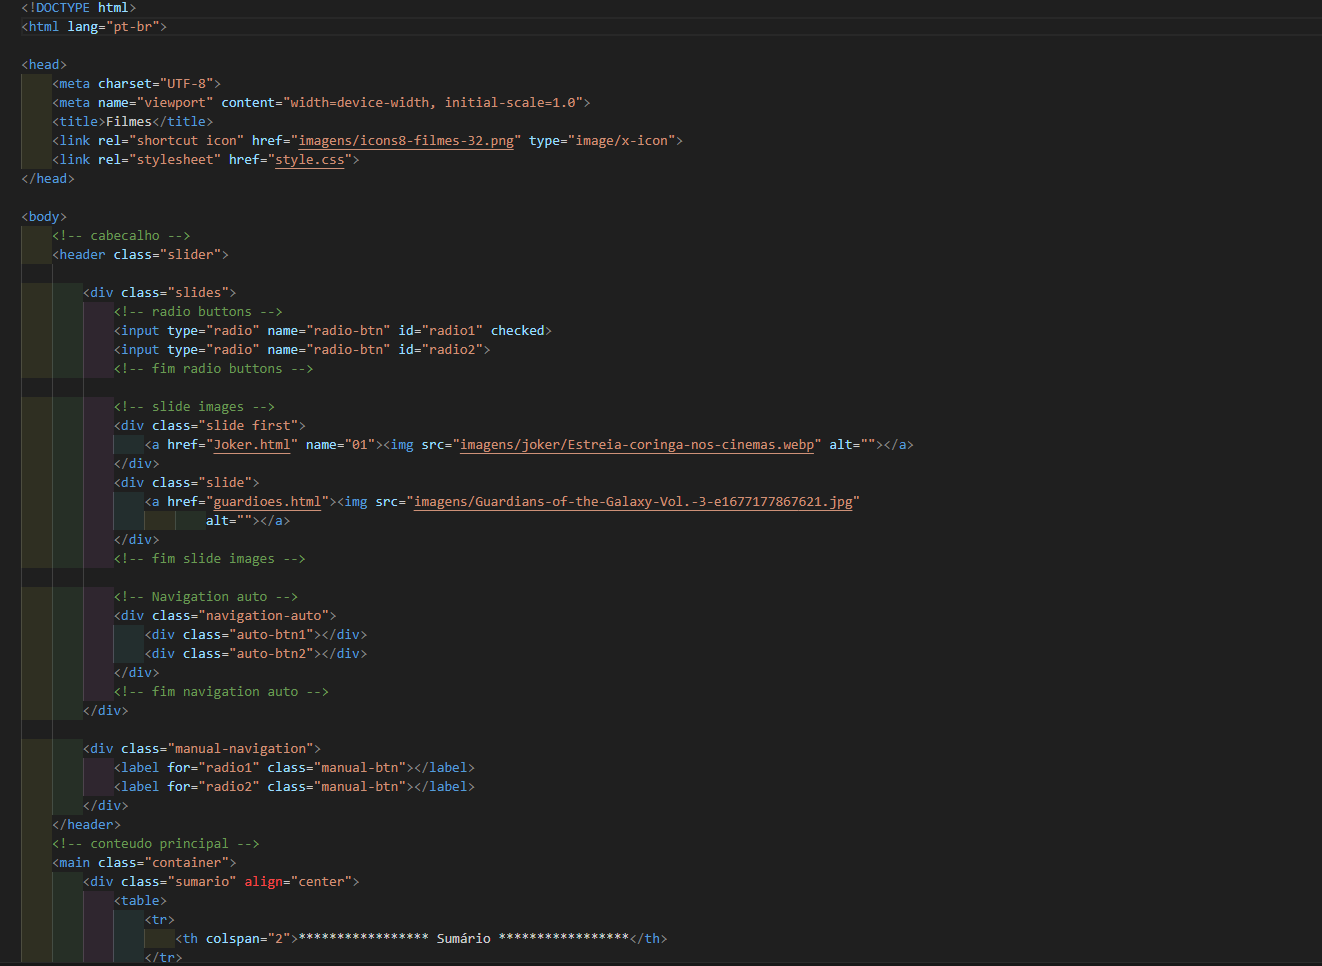 <!DOCTYPE html>
<html lang="pt-br">
<head>
<meta charset="UTF-8">
<meta name="viewport" content="width=device-width, initial-scale=1.0">
<title>Filmes</title>
<link rel="shortcut icon" href="imagens/icons8-filmes-32.png" type="image/x-icon">
<link rel="stylesheet" href="style.css">
</head>
<body>
<!-- cabecalho -->
<header class="slider">
<div class="slides">
<!-- radio buttons -->
<input type="radio" name="radio-btn" id="radio1" checked>
<input type="radio" name="radio-btn" id="radio2">
<!-- fim radio buttons -->
<!-- slide images -->
<div class="slide first">
<a href="Joker.html" name="01"><img src="imagens/joker/Estreia-coringa-nos-cinemas.webp" alt=""></a>
</div>
<div class="slide">
<a href="guardioes.html"><img src="imagens/Guardians-of-the-Galaxy-Vol.-3-e1677177867621.jpg"
alt=""></a>
</div>
<!-- fim slide images -->
<!-- Navigation auto -->
<div class="navigation-auto">
<div class="auto-btn1"></div>
<div class="auto-btn2"></div>
</div>
<!-- fim navigation auto -->
</div>
<div class="manual-navigation">
<label for="radio1" class="manual-btn"></label>
<label for="radio2" class="manual-btn"></label>
</div>
</header>
<!-- conteudo principal -->
<main class="container">
<div class="sumario" align="center">
<table>
<tr>
<th colspan="2">***************** Sumário *****************</th>
</tr>